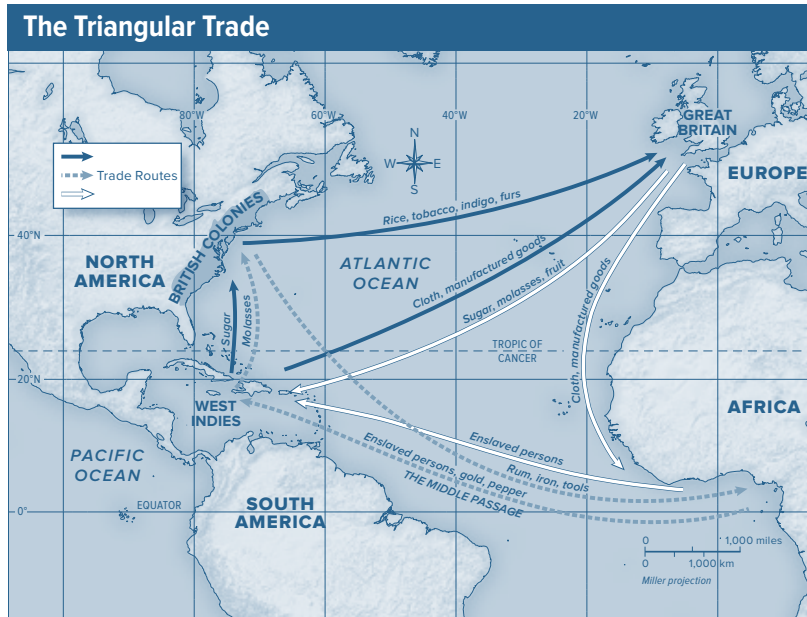 The Triangular Trade
80°W
60°W
40°W
20°W
GREAT
BRITAIN
N
W
E
S
Trade Routes
EUROPE
Rice, tobacco, indigo, furs
BRITISH COLONIES
40°N
NORTH
AMERICA
ATLANTIC
OCEAN
Cloth, manufactured goods
Sugar, molasses, fruit
Cloth, manufactured goods
Sugar
Molasses
TROPIC OF
CANCER
20°N
WEST
INDIES
AFRICA
PACIFIC
OCEAN
Enslaved persons
Rum, iron, tools
Enslaved persons, gold, pepper
THE MIDDLE PASSAGE
EQUATOR
0°
SOUTH
AMERICA
0 1,000 miles
0 1,000 km
Miller projection